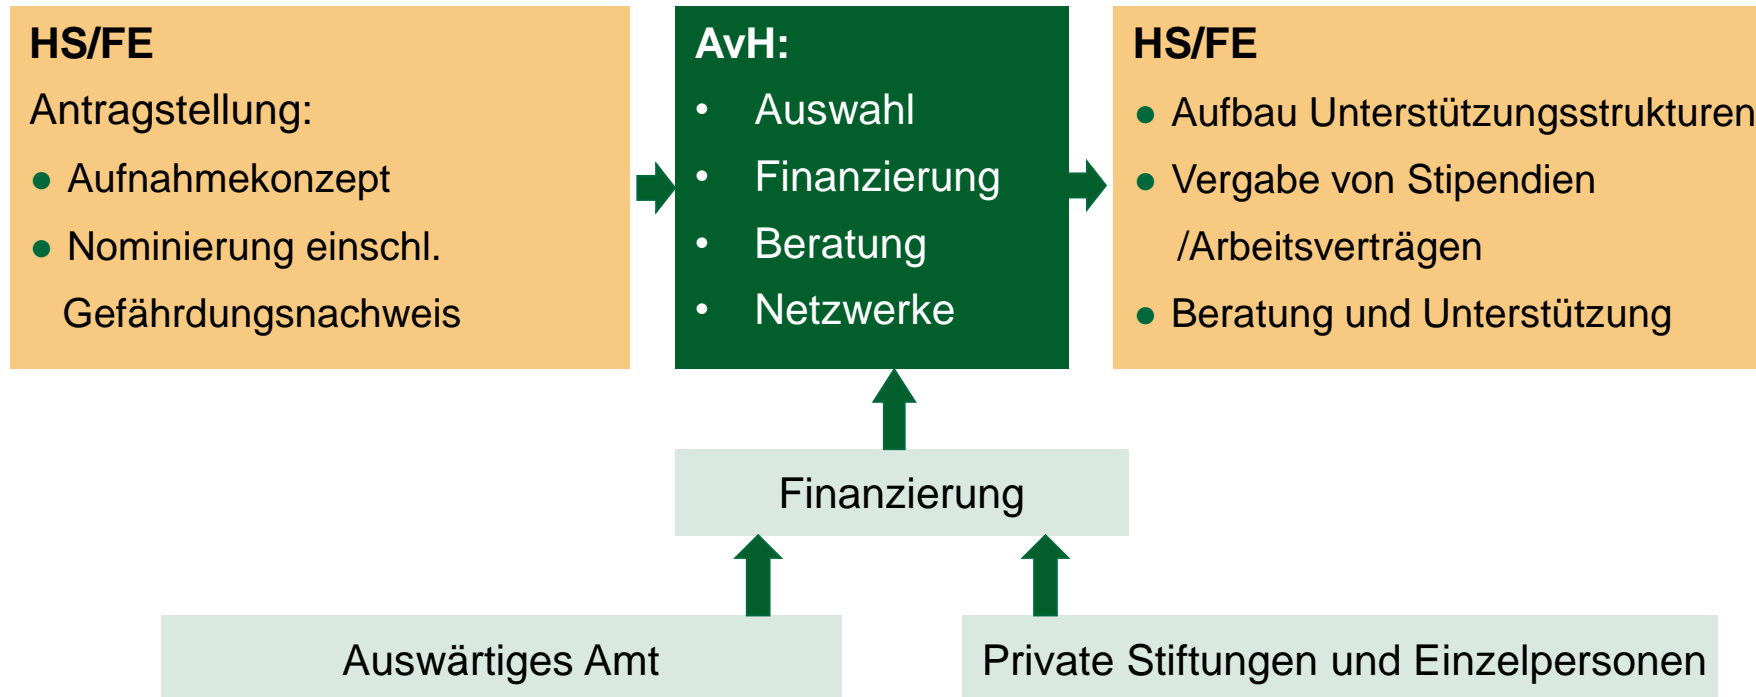 HS/FE
Antragstellung:
● Aufnahmekonzept
● Nominierung einschl.
Gefährdungsnachweis
AvH:
• Auswahl
• Finanzierung
• Beratung
• Netzwerke
HS/FE
● Aufbau Unterstützungsstrukturen
● Vergabe von Stipendien
/Arbeitsverträgen
● Beratung und Unterstützung
Finanzierung
Auswärtiges Amt
Private Stiftungen und Einzelpersonen